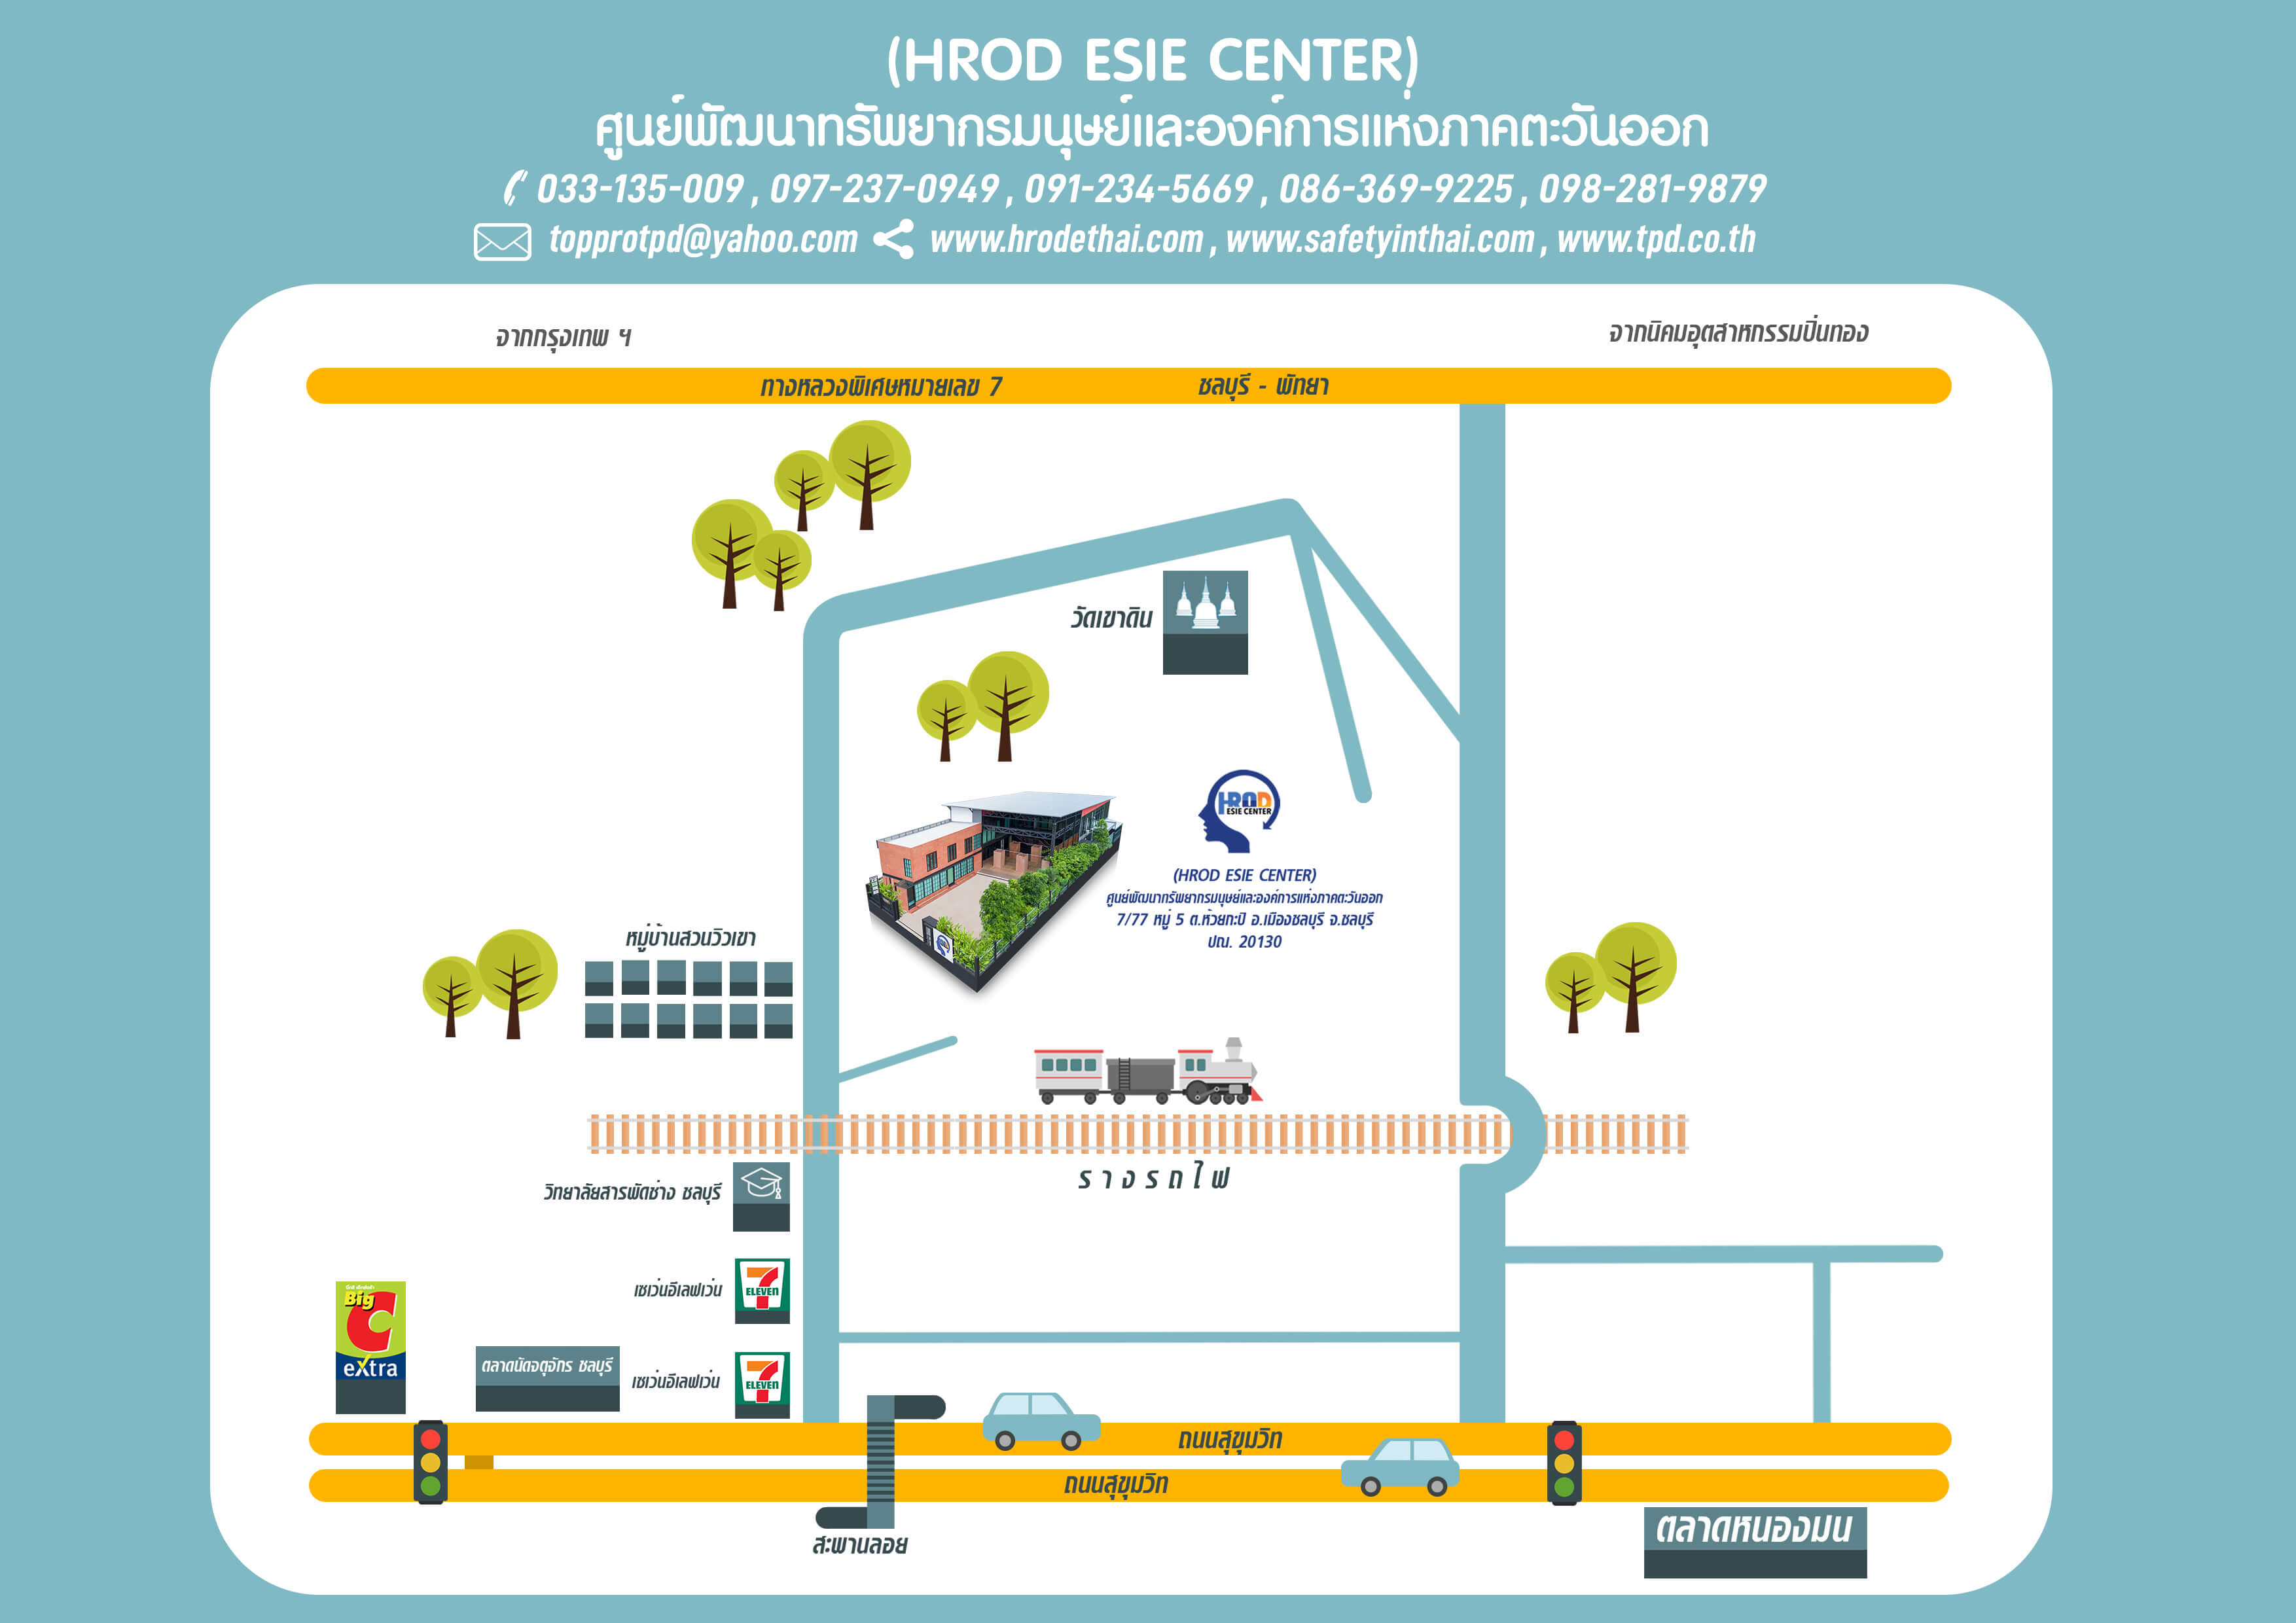 (HROD ESIE CENTER)
ศูนย์พัฒนาทรัพยากรมนุษย์และองค์การแห่งภาคตะวันออก
033-135-009 , 097-237-0949 , 091-234-5669 , 086-369-9225 , 098-281-9879
topprotpd@yahoo.com www.hrodethai.com , www.safetyinthai.com , www.tpd.co.th
จากกรุงเทพ ฯ
จากนิคมอุตสาหกรรมปิ่นทอง
ทางหลวงพิเศษหมายเลข 7 ชลบุรี - พัทยา
วัดเขาดิน
HROD
ESIE CENTER
(HROD ESIE CENTER)
ศูนย์พัฒนาทรัพยากรมนุษย์และองค์การแห่งภาคตะวันออก
7/77 หมู่ 5 ต.ห้วยกะปิ อ.เมืองชลบุรี จ.ชลบุรี
ปณ. 20130
หมู่บ้านสวนวิวเขา
รางรถไฟ
วิทยาลัยสารพัดช่าง ชลบุรี
เซเว่นอีเลฟเว่น
7
ELEVEn
Big
C
extra
ตลาดนัดจตุจักร ชลบุรี
เซเว่นอีเลฟเว่น
7
ELEVEn
ถนนสุขุมวิท
ถนนสุขุมวิท
สะพานลอย
ตลาดหนองมน